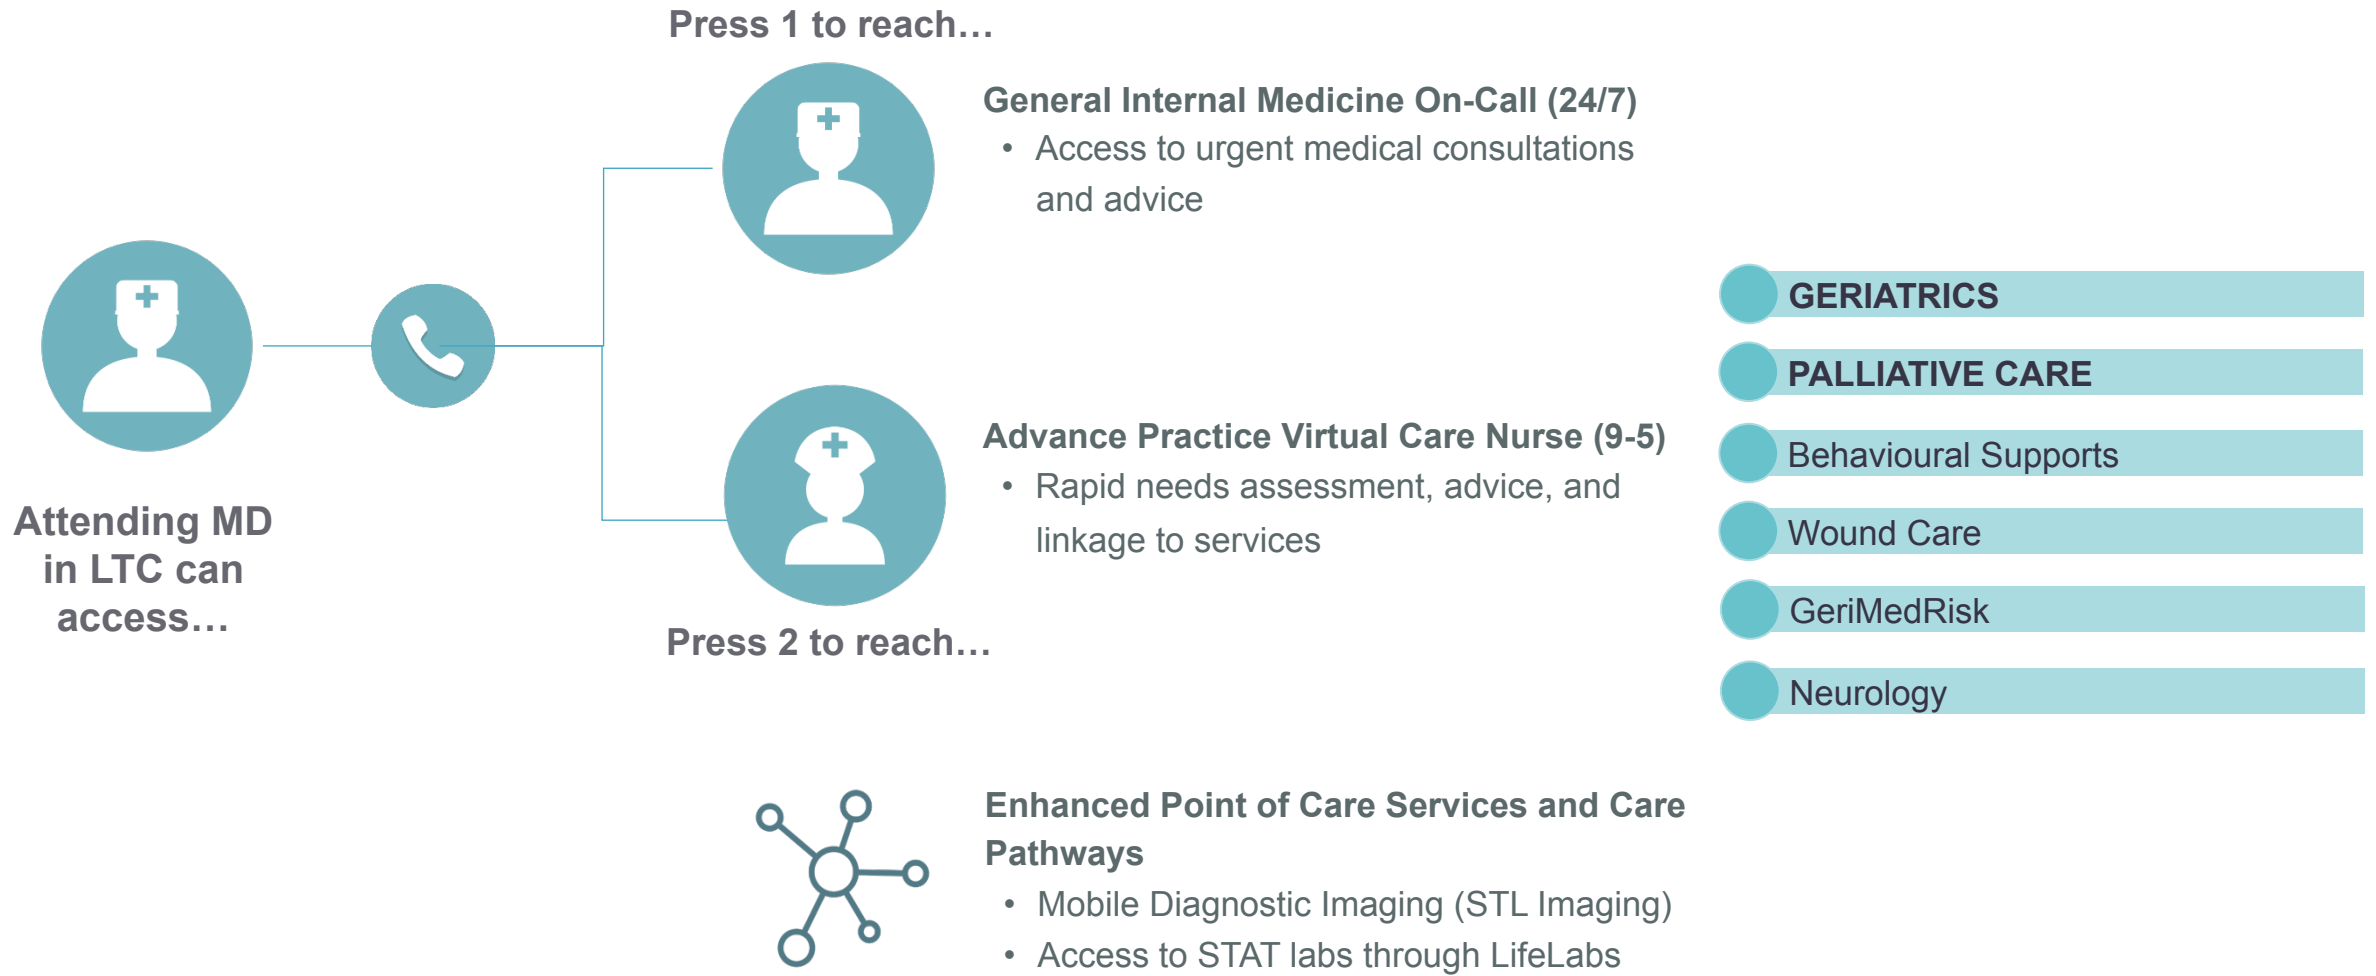 Press 1 to reach…
General Internal Medicine On-Call (24/7)
• Access to urgent medical consultations
and advice
Attending MD
in LTC can
access…
Advance Practice Virtual Care Nurse (9-5)
• Rapid needs assessment, advice, and
linkage to services
Press 2 to reach…
GERIATRICS
PALLIATIVE CARE
Behavioural Supports
Wound Care
GeriMedRisk
Neurology
Enhanced Point of Care Services and Care
Pathways
• Mobile Diagnostic Imaging (STL Imaging)
• Access to STAT labs through LifeLabs